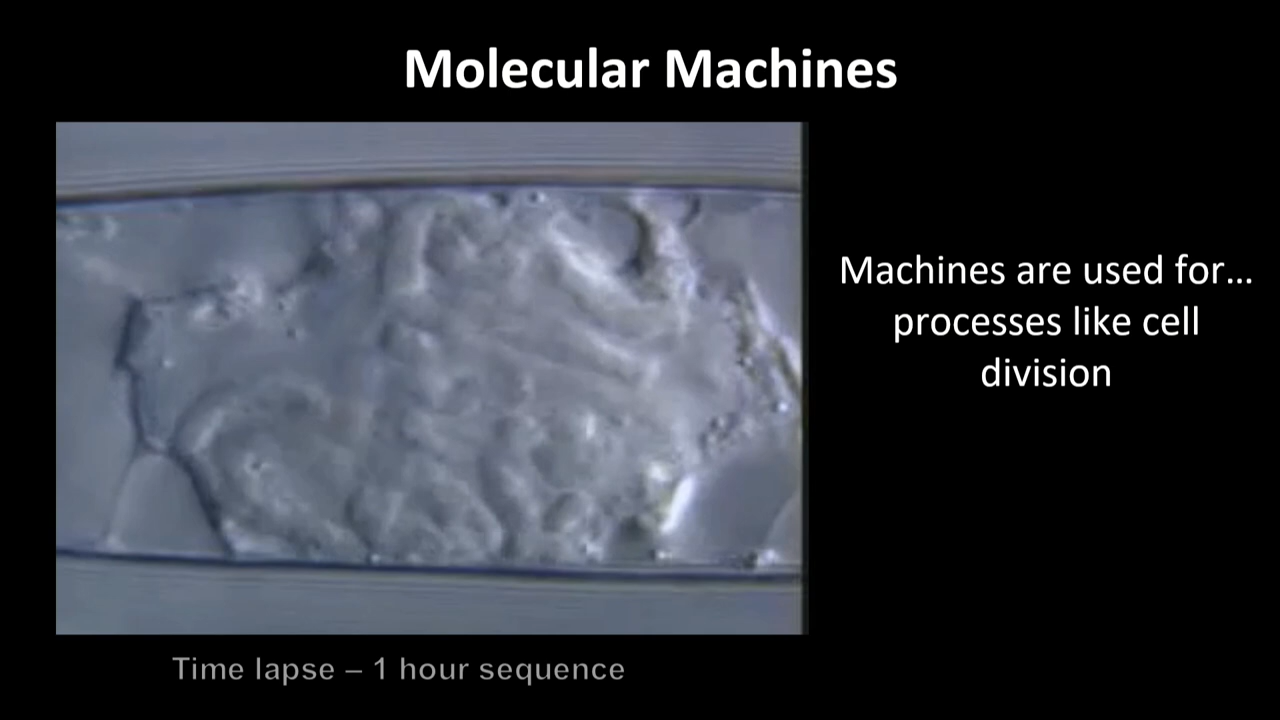 Molecular Machines
Machines are used for…
processes like cell
division
Time lapse – 1 hour sequence